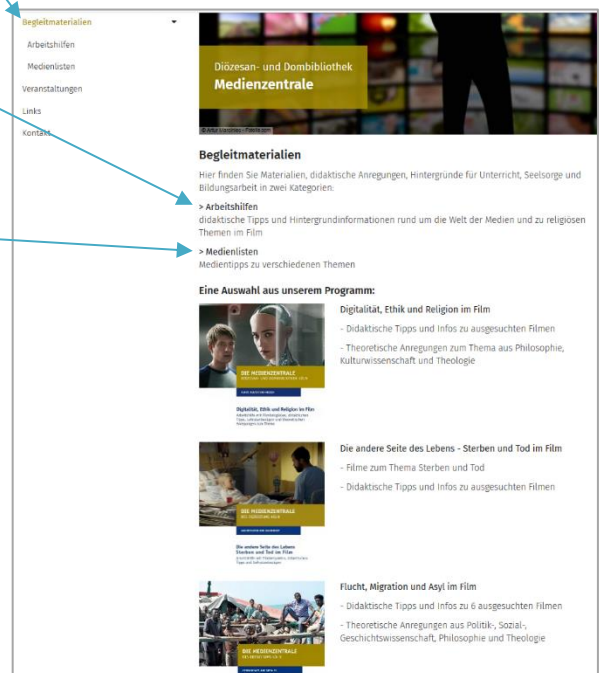 Begleitmaterialien
Arbeitshilfen
Medienlisten
Veranstaltungen
Links
Kontakt
Diözesan- und Dombibliothek
Medienzentrale
Begleitmaterialien
Hier finden Sie Materialien, didaktische Anregungen, Hintergründe für Unterricht, Seelsorge und
Bildungsarbeit in zwei Kategorien:
> Arbeitshilfen
didaktische Tipps und Hintergrundinformationen rund um die Welt der Medien und zu religiösen
Themen im Film
> Medienlisten
Medientipps zu verschiedenen Themen
Eine Auswahl aus unserem Programm:
Digitalität, Ethik und Religion im Film
- Didaktische Tipps und Infos zu ausgesuchten Filmen
- Theoretische Anregungen zum Thema aus Philosophie,
Kulturwissenschaft und Theologie
DIE MEDIENZENTRALE
Digitalität, Ethik und Religion im Film
Die andere Seite des Lebens - Sterben und Tod im Film
- Filme zum Thema Sterben und Tod
- Didaktische Tipps und Infos zu ausgesuchten Filmen
DIE MEDIENZENTRALE
Die andere Seite des Lebens
Sterben und Tod im Film
Flucht, Migration und Asyl im Film
- Didaktische Tipps und Infos zu 6 ausgesuchten Filmen
- Theoretische Anregungen aus Politik-, Sozial-,
Geschichtswissenschaft, Philosophie und Theologie
DIE MEDIENZENTRALE